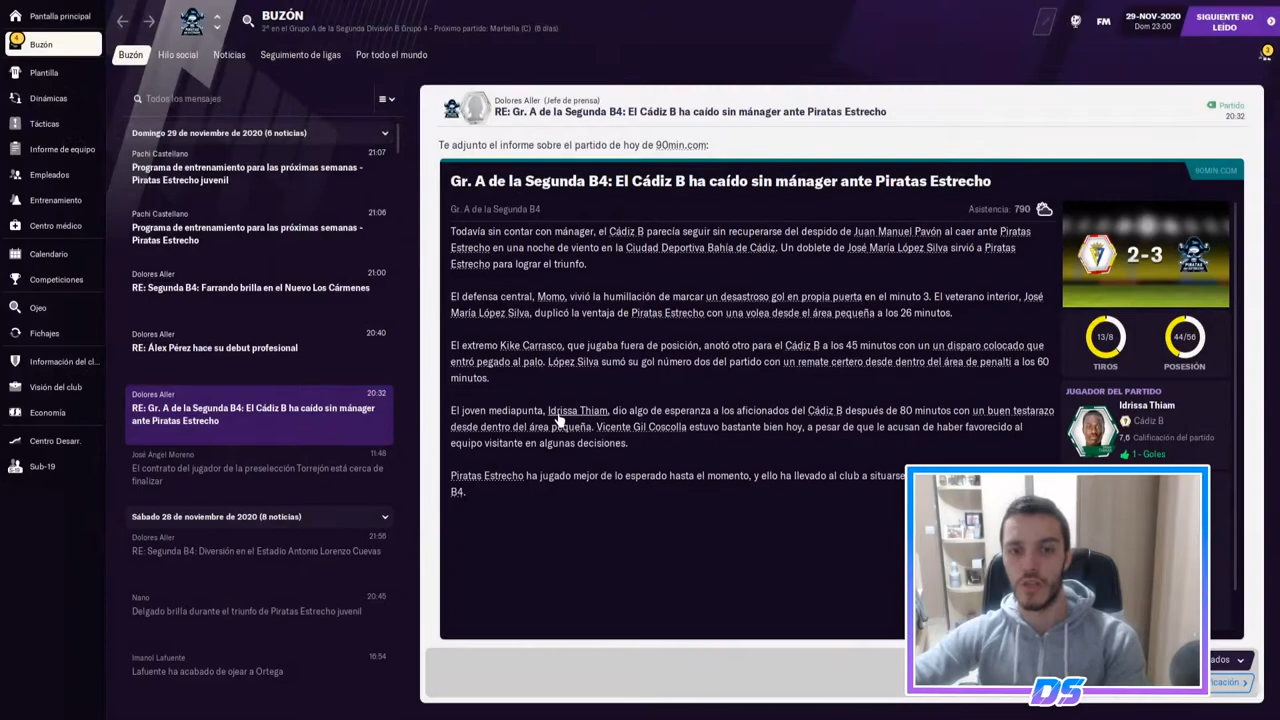 Pantalla principal
4
Buzón
Plantilla
Dinámicas
Tácticas
Informe de equipo
Empleados
Entrenamiento
Centro médico
Calendario
Competiciones
Ojeo
Fichajes
Información del cl...
Visión del club
Economía
Centro Desarr.
Sub-19
BUZÓN
2º en el Grupo A de la Segunda División B Grupo 4 - Próximo partido: Marbella (C) (6 días)
FM
29-NOV-2020
Dom 23:00
SIGUIENTE NO
LEÍDO
3
Buzón
Hilo social
Noticias
Seguimiento de ligas
Por todo el mundo
Todos los mensajes
Domingo 29 de noviembre de 2020 (6 noticias)
Pachi Castellano 21:07
Programa de entrenamiento para las próximas semanas -
Piratas Estrecho juvenil
Pachi Castellano 21:06
Programa de entrenamiento para las próximas semanas -
Piratas Estrecho
Dolores Aller 21:00
RE: Segunda B4: Farrando brilla en el Nuevo Los Cármenes
Dolores Aller 20:40
RE: Álex Pérez hace su debut profesional
Dolores Aller 20:32
RE: Gr. A de la Segunda B4: El Cádiz B ha caído sin mánager
ante Piratas Estrecho
José Ángel Moreno 11:46
El contrato del jugador de la preselección Torrejón está cerca de
finalizar
Sábado 28 de noviembre de 2020 (8 noticias)
Dolores Aller 21:56
RE: Segunda B4: Diversión en el Estadio Antonio Lorenzo Cuevas
Nano 20:45
Delgado brilla durante el triunfo de Piratas Estrecho juvenil
Imanol Lafuente 16:54
Lafuente ha acabado de ojear a Ortega
Dolores Aller (Jefe de prensa)
RE: Gr. A de la Segunda B4: El Cádiz B ha caído sin mánager ante Piratas Estrecho
Partido
20:32
Te adjunto el informe sobre el partido de hoy de 90min.com:
90MIN.COM
Gr. A de la Segunda B4: El Cádiz B ha caído sin mánager ante Piratas Estrecho
Gr. A de la Segunda B4
Asistencia: 790
Todavía sin contar con mánager, el Cádiz B parecía seguir sin recuperarse del despido de Juan Manuel Pavón al caer ante Piratas
Estrecho en una noche de viento en la Ciudad Deportiva Bahía de Cádiz. Un doblete de José María López Silva sirvió a Piratas
Estrecho para lograr el triunfo.
El defensa central, Momo, vivió la humillación de marcar un desastroso gol en propia puerta en el minuto 3. El veterano interior, José
María López Silva, duplicó la ventaja de Piratas Estrecho con una volea desde el área pequeña a los 26 minutos.
El extremo Kike Carrasco, que jugaba fuera de posición, anotó otro para el Cádiz B a los 45 minutos con un disparo colocado que
entró pegado al palo. López Silva sumó su gol número dos del partido con un remate certero desde dentro del área de penalti a los 60
minutos.
El joven mediapunta, Idrissa Thiam, dio algo de esperanza a los aficionados del Cádiz B después de 80 minutos con un buen testarazo
desde dentro del área pequeña. Vicente Gil Coscolla estuvo bastante bien hoy, a pesar de que le acusan de haber favorecido al
equipo visitante en algunas decisiones.
Piratas Estrecho ha jugado mejor de lo esperado hasta el momento, y ello ha llevado al club a situarse
B4.
2-3
13/8
44/56
TIROS
POSESIÓN
JUGADOR DEL PARTIDO
Idrissa Thiam
Cádiz B
7,6 Calificación del partido
1 - Goles
DS